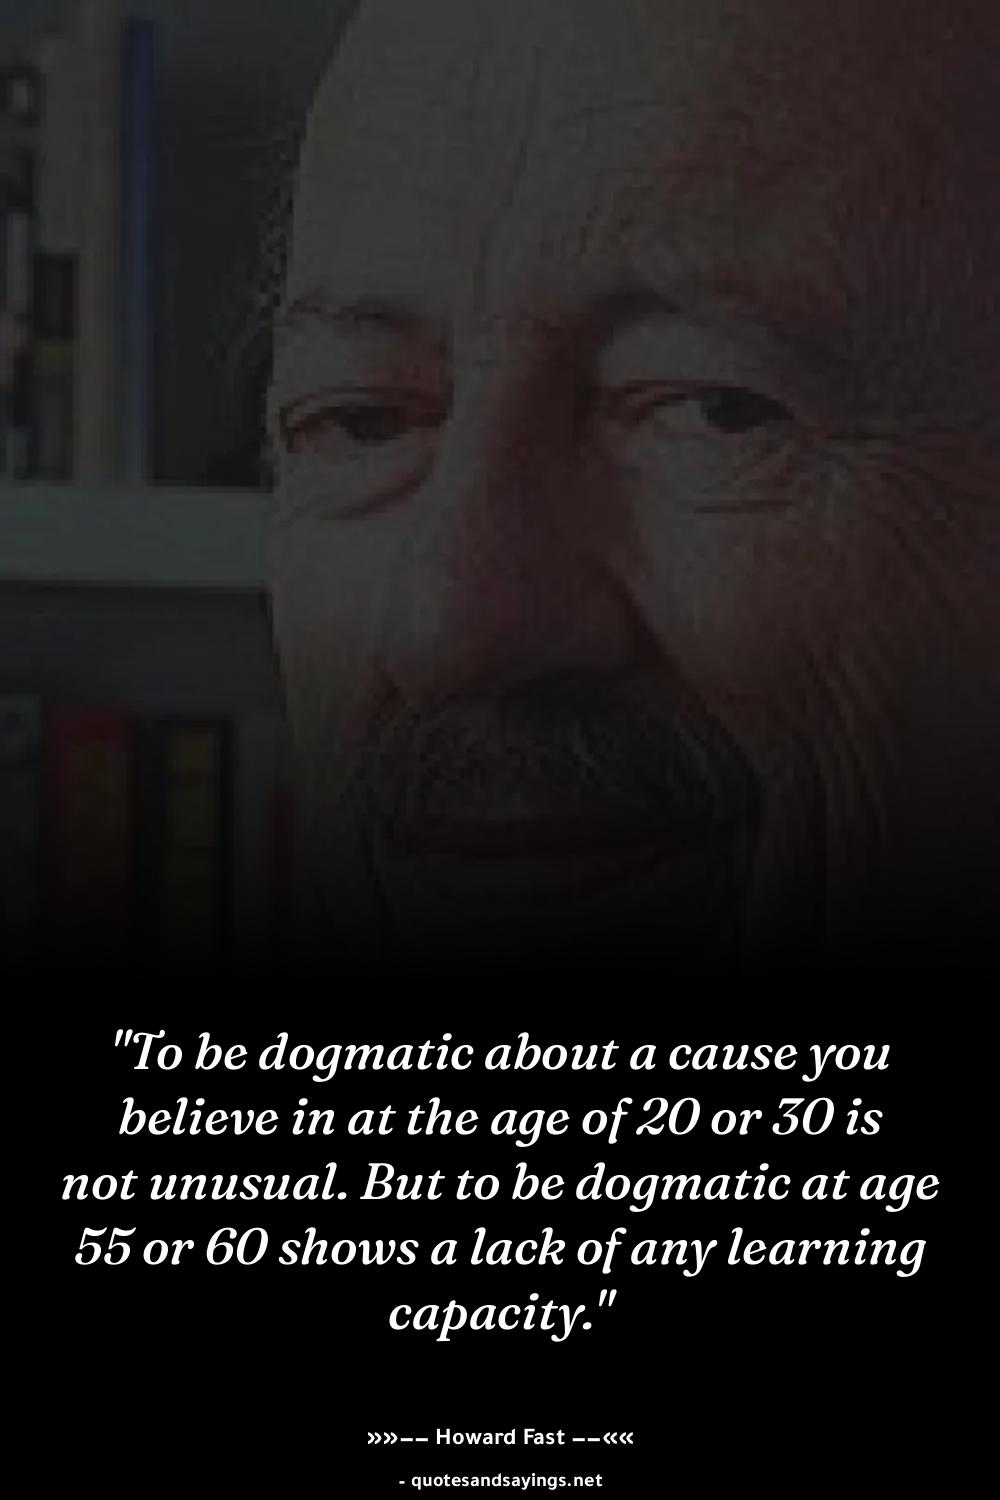 "To be dogmatic about a cause you
believe in at the age of 20 or 30 is
not unusual. But to be dogmatic at age
55 or 60 shows a lack of any learning
capacity."
»»−− Howard Fast −−««
- quotesandsayings.net